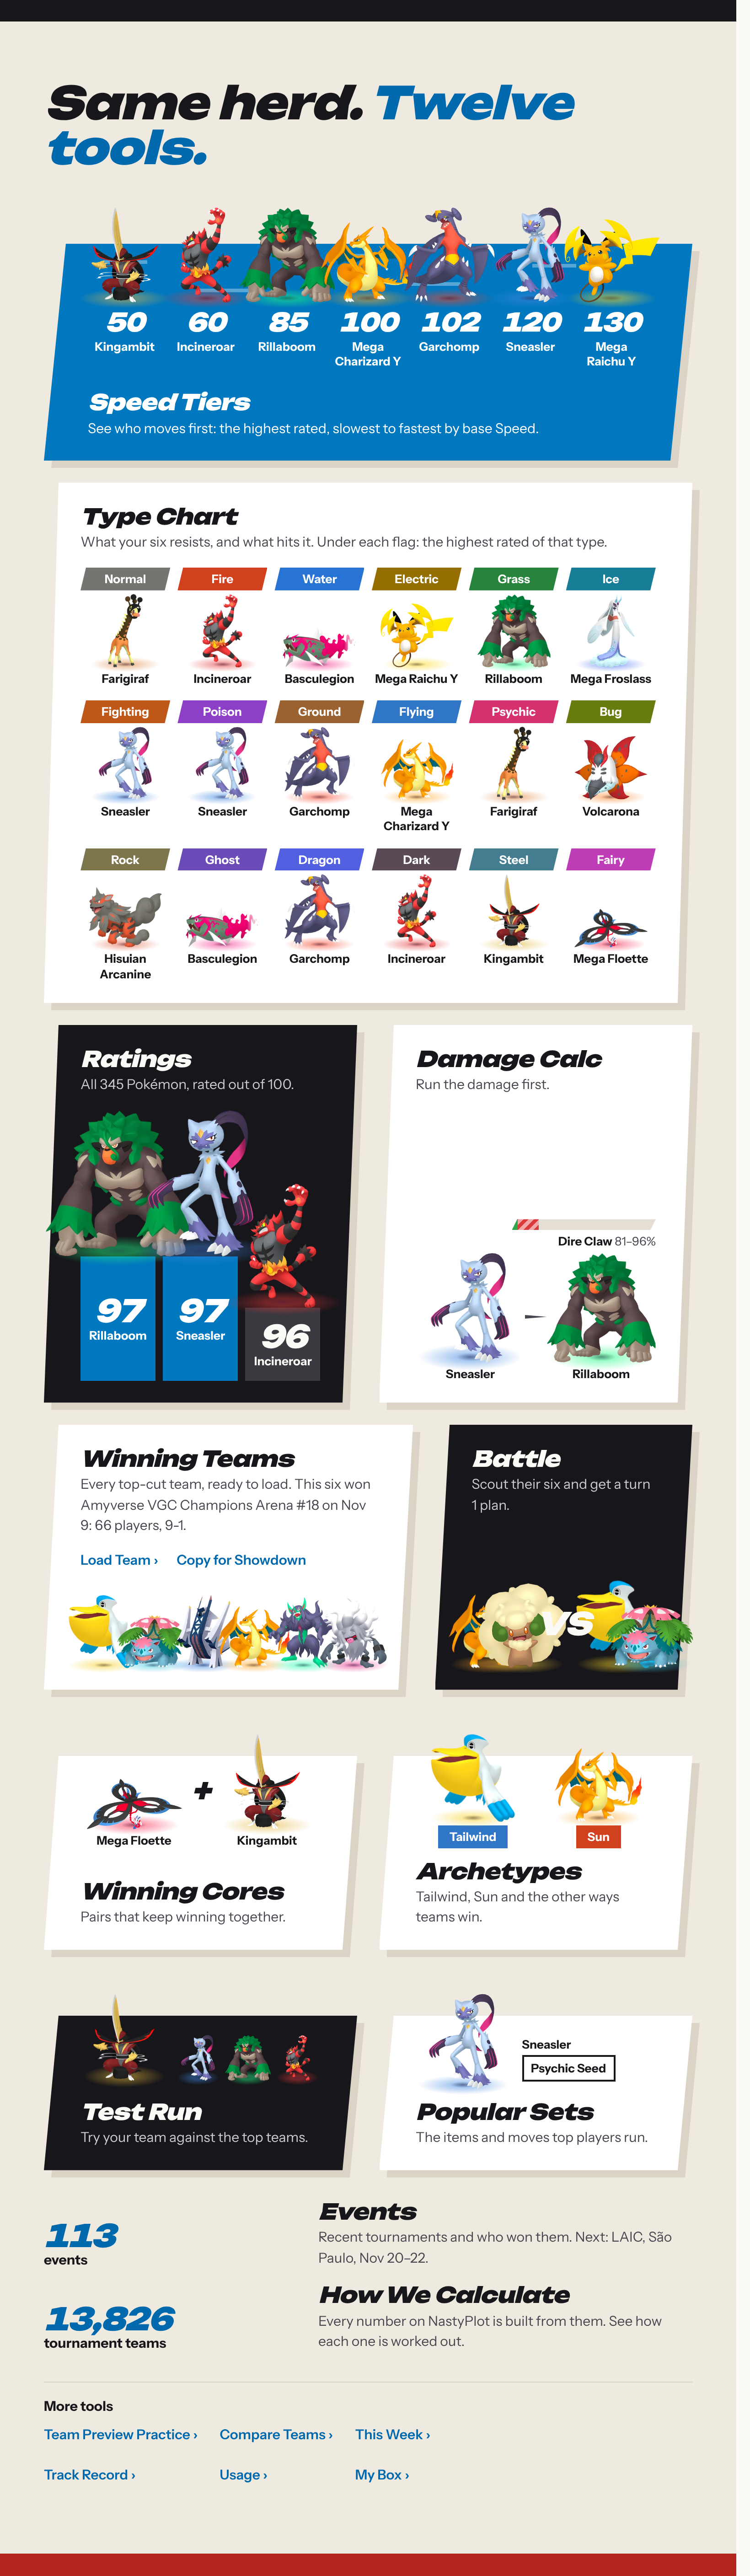 Same herd. Twelve
tools.
50
Kingambit
60
Incineroar
85
Rillaboom
100
Mega
Charizard Y
102
Garchomp
120
Sneasler
130
Mega
Raichu Y
Speed Tiers
See who moves first: the highest rated, slowest to fastest by base Speed.
Type Chart
What your six resists, and what hits it. Under each flag: the highest rated of that type.
Normal
Fire
Water
Electric
Grass
Ice
Farigiraf
Incineroar
Basculegion
Mega Raichu Y
Rillaboom
Mega Froslass
Fighting
Poison
Ground
Flying
Psychic
Bug
Sneasler
Sneasler
Garchomp
Mega
Charizard Y
Farigiraf
Volcarona
Rock
Ghost
Dragon
Dark
Steel
Fairy
Hisuian
Arcanine
Basculegion
Garchomp
Incineroar
Kingambit
Mega Floette
Ratings
All 345 Pokémon, rated out of 100.
97
Rillaboom
97
Sneasler
96
Incineroar
Damage Calc
Run the damage first.
Dire Claw 81–96%
Sneasler
Rillaboom
Winning Teams
Every top-cut team, ready to load. This six won
Amyverse VGC Champions Arena #18 on Nov
9: 66 players, 9-1.
Load Team ›
Copy for Showdown
Battle
Scout their six and get a turn
1 plan.
VS
Mega Floette
+
Kingambit
Winning Cores
Pairs that keep winning together.
Tailwind
Sun
Archetypes
Tailwind, Sun and the other ways
teams win.
Test Run
Try your team against the top teams.
Sneasler
Psychic Seed
Popular Sets
The items and moves top players run.
113
events
13,826
tournament teams
Events
Recent tournaments and who won them. Next: LAIC, São
Paulo, Nov 20–22.
How We Calculate
Every number on NastyPlot is built from them. See how
each one is worked out.
More tools
Team Preview Practice ›
Compare Teams ›
This Week ›
Track Record ›
Usage ›
My Box ›